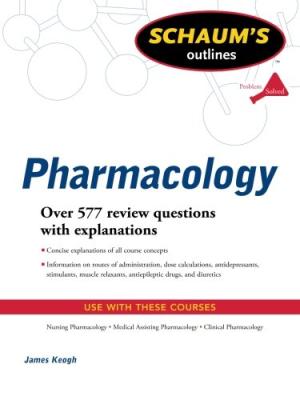 SCHAUM'S
outlines
™
Problem
Solved
Pharmacology
Over 577 review questions
with explanations
• Concise explanations of all course concepts
• Information on routes of administration, dose calculations, antidepressants,
stimulants, muscle relaxants, antiepileptic drugs, and diuretics
USE WITH THESE COURSES
Nursing Pharmacology • Medical Assisting Pharmacology • Clinical Pharmacology
James Keogh